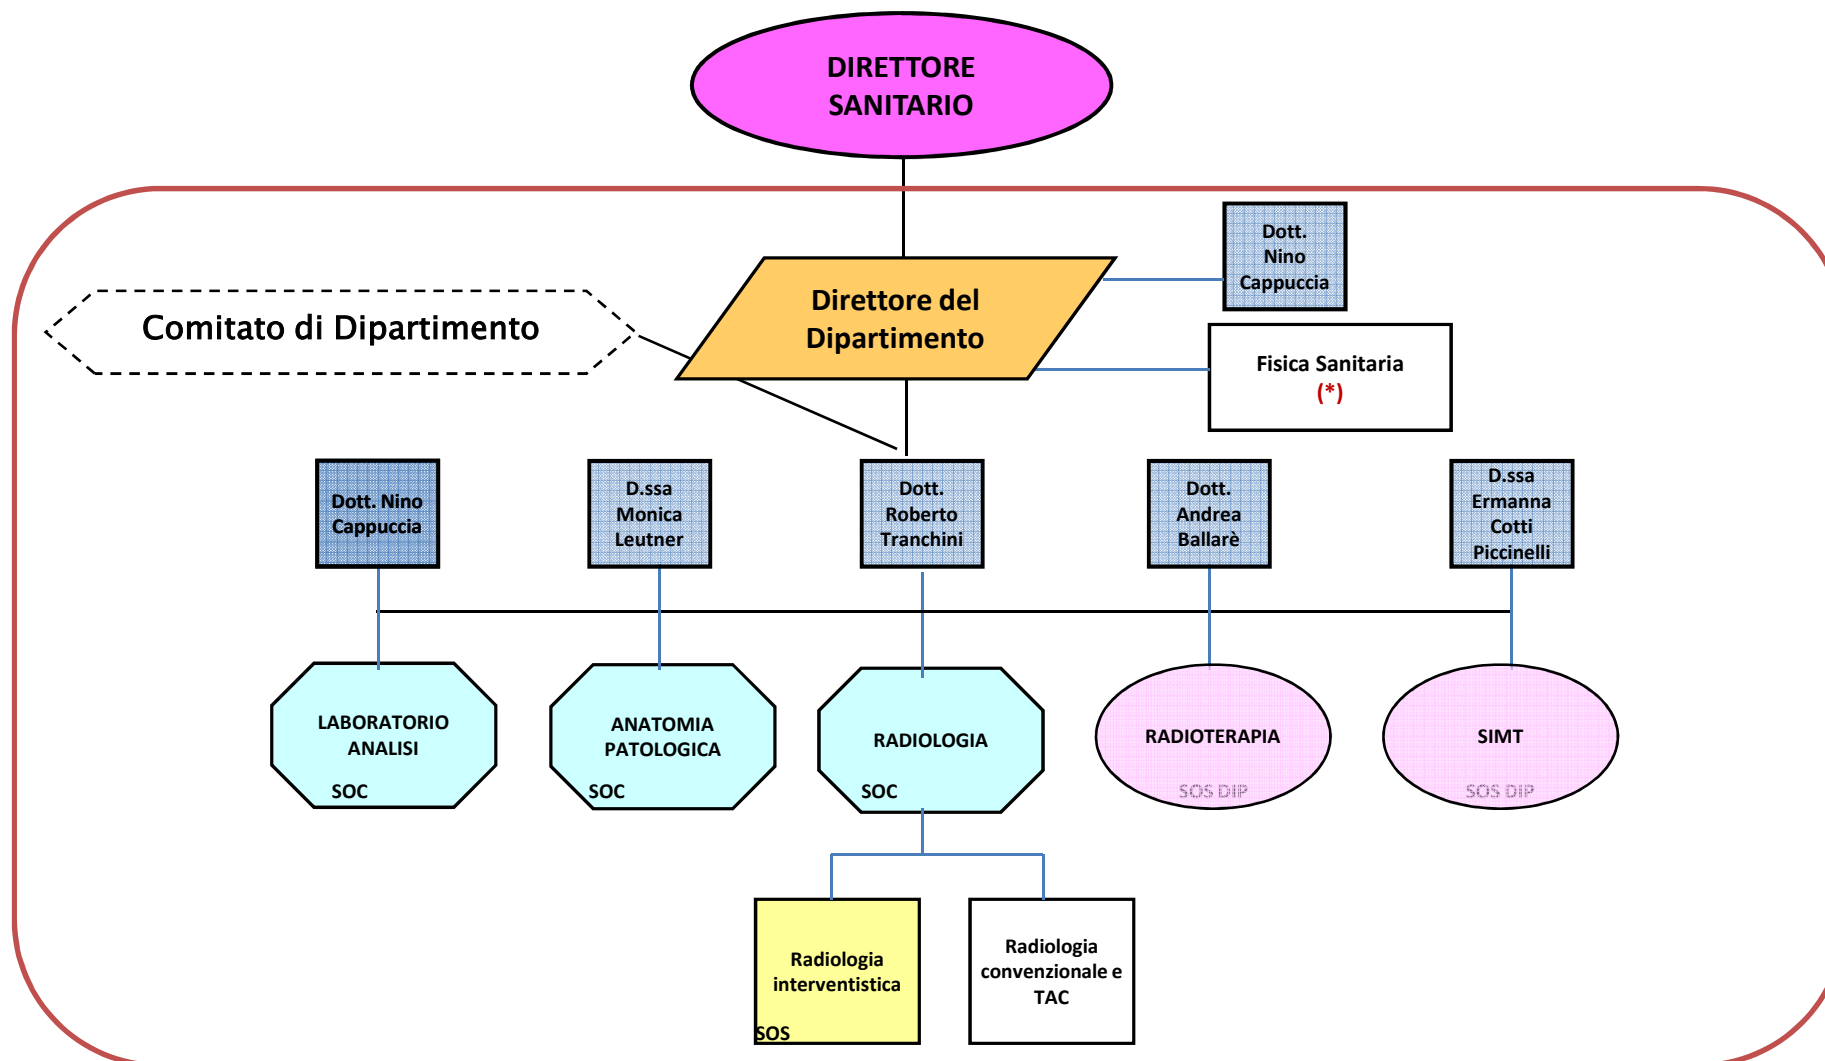 DIRETTORE
SANITARIO
Dott.
Nino
Cappuccia
Comitato di Dipartimento
Direttore del
Dipartimento
Fisica Sanitaria
(*)
Dott. Nino
Cappuccia
D.ssa
Monica
Leutner
Dott.
Roberto
Tranchini
Dott.
Andrea
Ballarè
D.ssa
Ermanna
Cotti
Piccinelli
LABORATORIO
ANALISI
SOC
ANATOMIA
PATOLOGICA
SOC
RADIOLOGIA
SOC
RADIOTERAPIA
SOS DIP
SIMT
SOS DIP
Radiologia
interventistica
SOS
Radiologia
convenzionale e
TAC